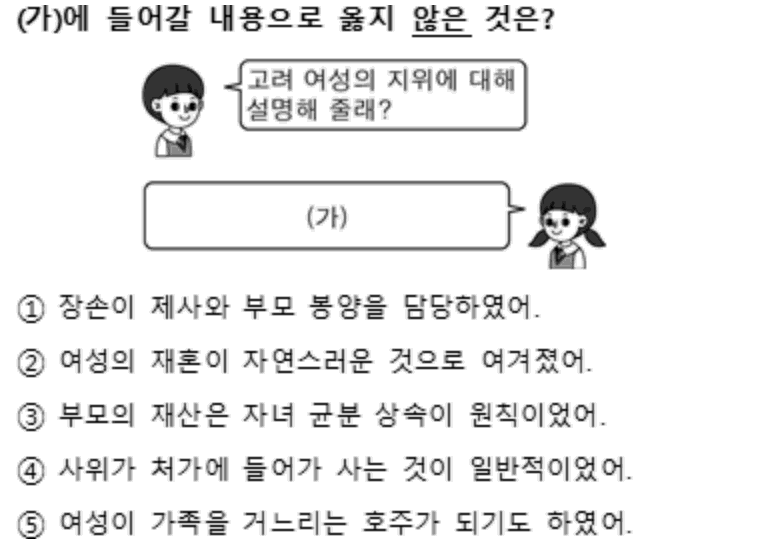 (가)에 들어갈 내용으로 옳지 않은 것은?
고려 여성의 지위에 대해
설명해 줄래?
(가)
① 장손이 제사와 부모 봉양을 담당하였어.
② 여성의 재혼이 자연스러운 것으로 여겨졌어.
③ 부모의 재산은 자녀 균분 상속이 원칙이었어.
④ 사위가 처가에 들어가 사는 것이 일반적이었어.
⑤ 여성이 가족을 거느리는 호주가 되기도 하였어.